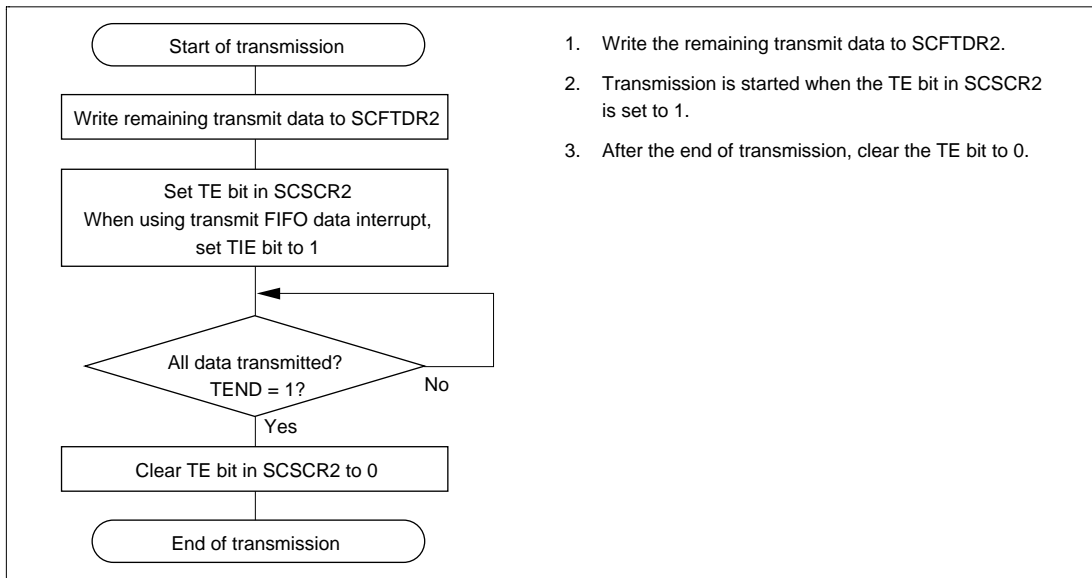 Start of transmission
Write remaining transmit data to SCFTDR2
Set TE bit in SCSCR2
When using transmit FIFO data interrupt,
set TIE bit to 1
All data transmitted?
TEND = 1?
No
Yes
Clear TE bit in SCSCR2 to 0
End of transmission
1. Write the remaining transmit data to SCFTDR2.
2. Transmission is started when the TE bit in SCSCR2
is set to 1.
3. After the end of transmission, clear the TE bit to 0.